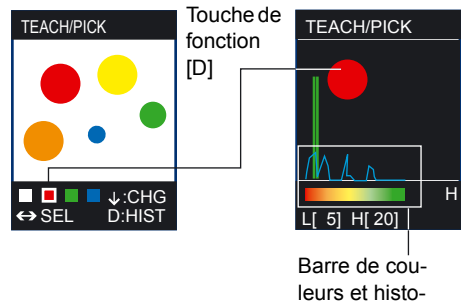 TEACH/PICK
↓:CHG
↔ SEL D:HIST
Touche de
fonction
[D]
TEACH/PICK
H
L[ 5] H[ 20]
Barre de cou-
leurs et histo-